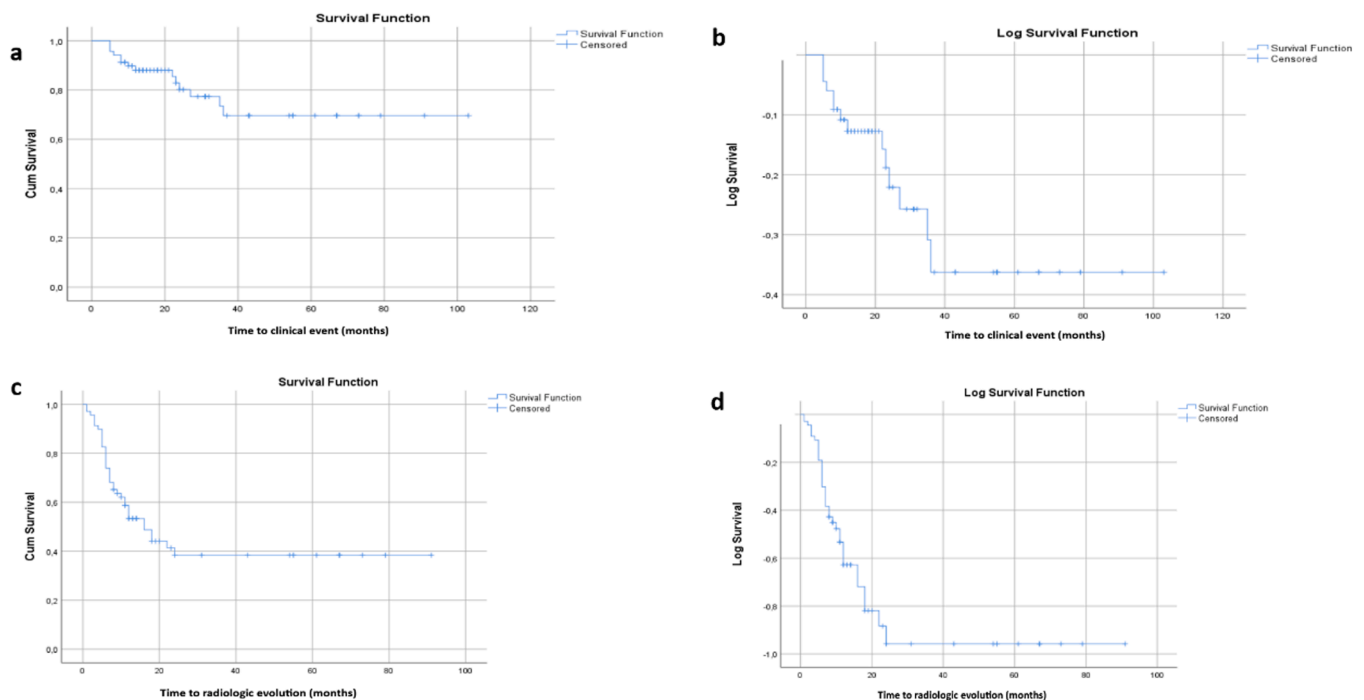 a
Survival Function
Survival Function
Censored
1,0
0,8
0,6
0,4
0,2
0,0
Cum Survival
0 20 40 60 80 100 120
Time to clinical event (months)
b
Log Survival Function
Survival Function
Censored
-0,1
-0,2
-0,3
-0,4
Log Survival
0 20 40 60 80 100 120
Time to clinical event (months)
c
Survival Function
Survival Function
Censored
1,0
0,8
0,6
0,4
0,2
0,0
Cum Survival
0 20 40 60 80 100
Time to radiologic evolution (months)
d
Log Survival Function
Survival Function
Censored
-0,2
-0,4
-0,6
-0,8
-1,0
Log Survival
0 20 40 60 80 100
Time to radiologic evolution (months)